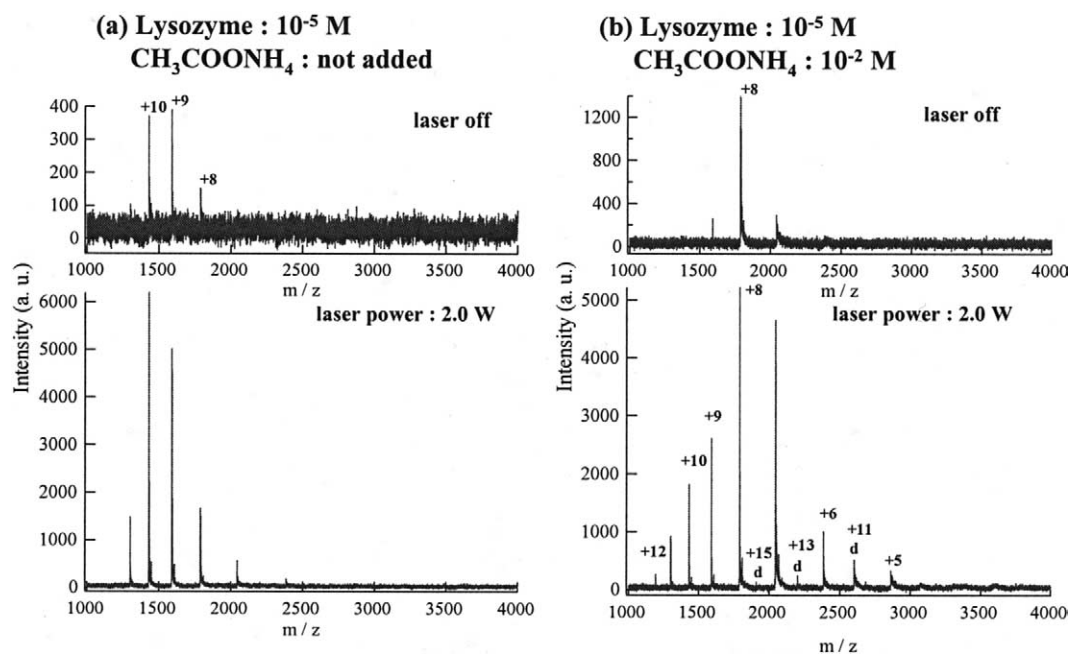 (a) Lysozyme : 10⁻⁵ M
CH₃COONH₄ : not added
400
300
200
100
0
+10
+9
+8
laser off
1000 1500 2000 2500 3000 3500 4000
m / z
6000
5000
4000
3000
2000
1000
0
Intensity (a. u.)
laser power : 2.0 W
1000 1500 2000 2500 3000 3500 4000
m / z
(b) Lysozyme : 10⁻⁵ M
CH₃COONH₄ : 10⁻² M
1200
800
400
0
+8
laser off
1000 1500 2000 2500 3000 3500 4000
m / z
5000
4000
3000
2000
1000
0
Intensity (a. u.)
+8
laser power : 2.0 W
+9
+10
+12
+15
d
+13
d
+6
+11
d
+5
1000 1500 2000 2500 3000 3500 4000
m / z